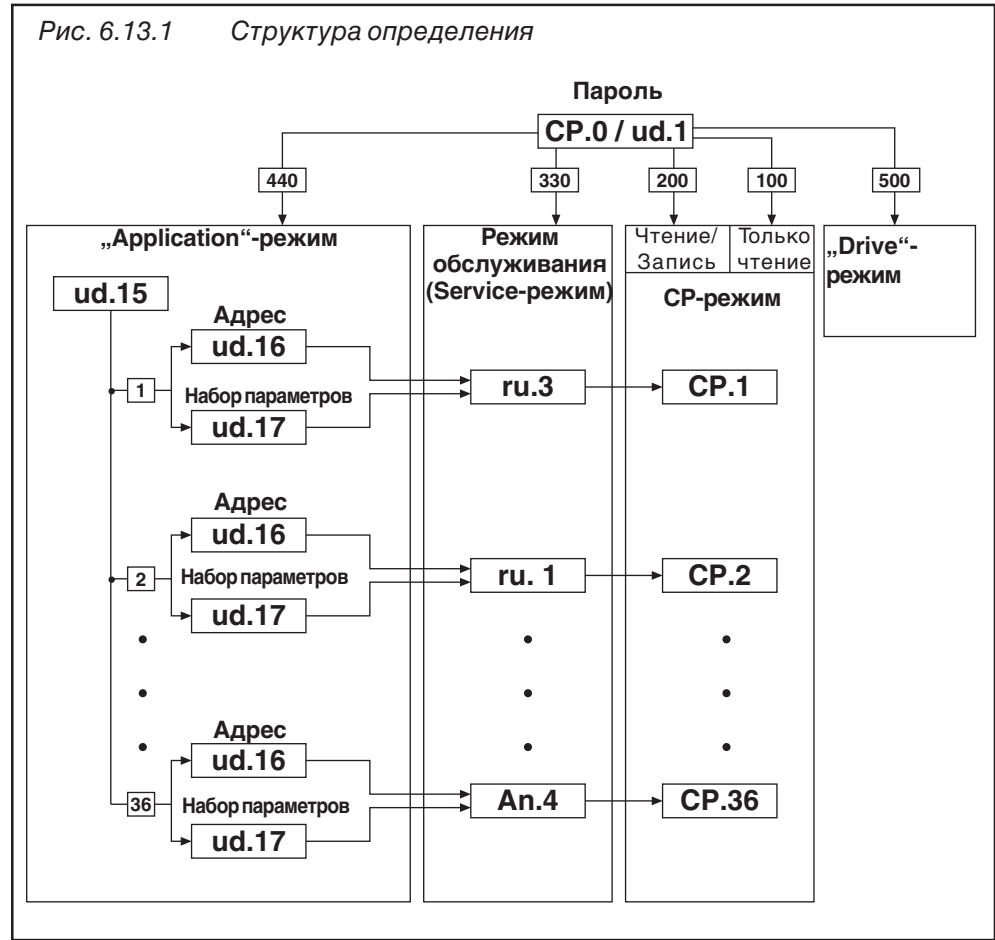 Рис. 6.13.1 Структура определения
Пароль
CP.0 / ud.1
440
330
200
100
500
„Application“-режим
Режим
обслуживания
(Service-режим)
Чтение/
Запись
Только
чтение
CP-режим
„Drive“-
режим
ud.15
Адрес
ud.16
1
Набор параметров
ud.17
ru.3
CP.1
Адрес
ud.16
2
Набор параметров
ud.17
ru. 1
CP.2
Адрес
ud.16
36
Набор параметров
ud.17
An.4
CP.36